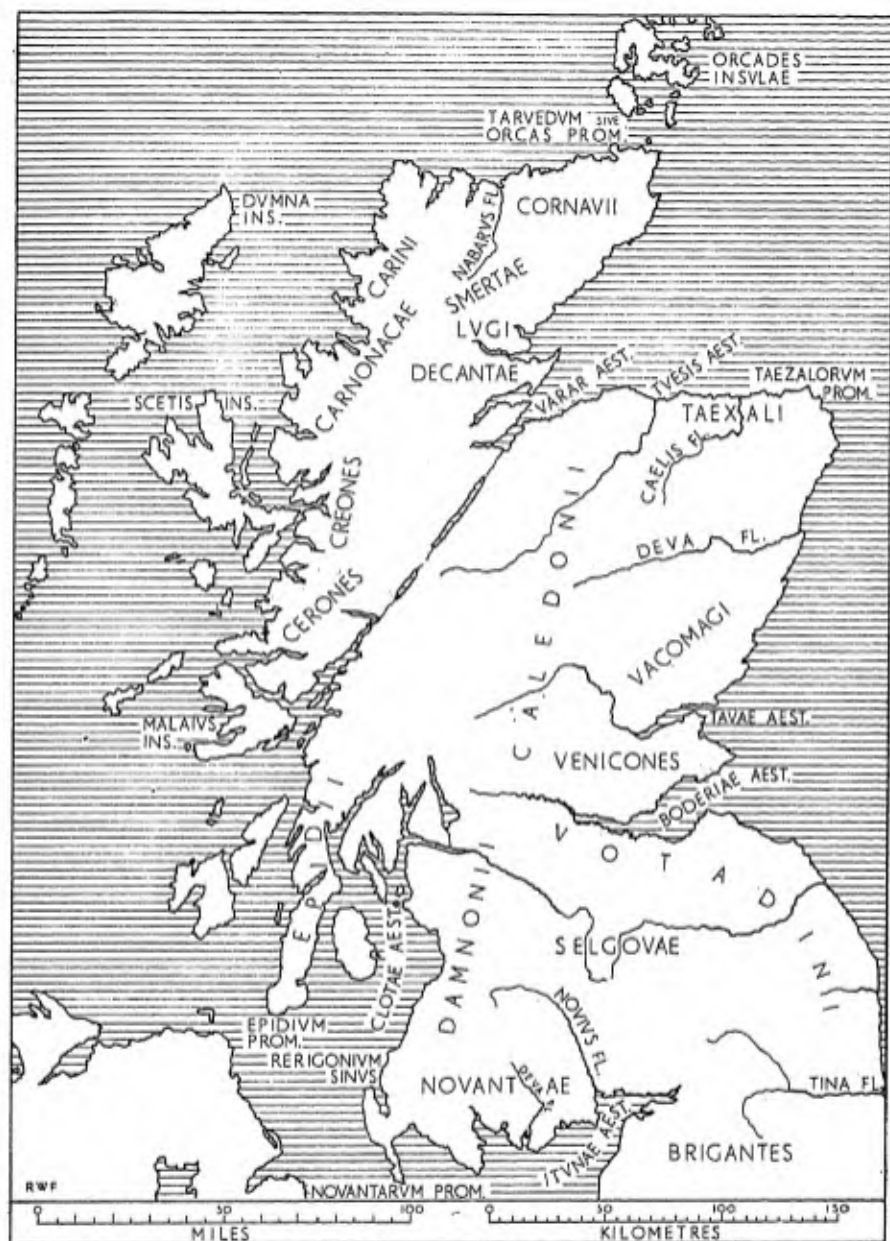 ORCADES
INSVLAE
TARVEDVM SIVE
ORCAS PROM.
DVMNA
INS.
NABARVS FL.
CORNAVII
CARINI
SMERTAE
LVGI
CARNONACAE
DECANTAE
VARAR AEST.
TVESIS AEST.
TAEZALORVM
PROM.
SCETIS INS.
TAEXALI
CAELIS FL.
CREONES
DEVA FL.
CERONES
CALEDONII
VACOMAGI
MALAIVS
INS.
TAVAE AEST.
VENICONES
BODERIAE AEST.
EPIDII
VOTADINII
DAMNONII
SELGOVAE
CLOTAE AEST.
EPIDIVM
PROM.
RERIGONIVM
SINVS
NOVIVS FL.
NOVANTAE
DEVA
TINA FL.
ITVNAE AEST.
BRIGANTES
RWF
NOVANTARVM PROM.
0 50 100
MILES
0 50 100 150
KILOMETRES